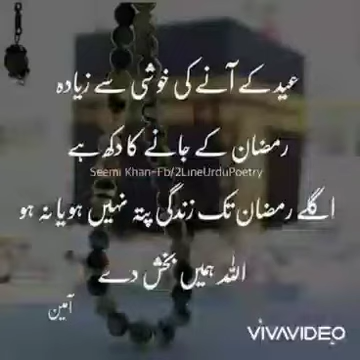 عید کے آنے کی خوشی سے زیادہ
رمضان کے جانے کا دکھ ہے
Seemi Khan-Fb/2LineUrduPoetry
اگلے رمضان تک زندگی پتہ نہیں ہو یا نہ ہو
اللہ ہمیں بخش دے
آمین
VIVAVIDEO